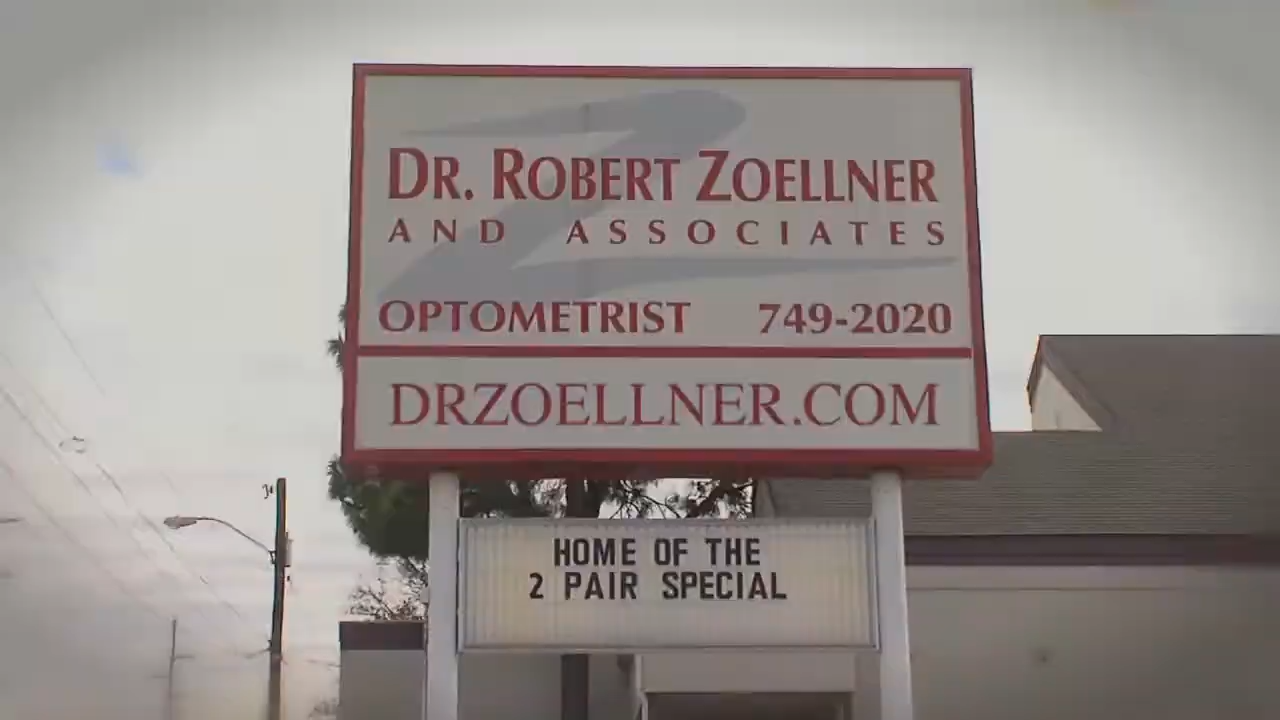 DR. ROBERT ZOELLNER
AND ASSOCIATES
OPTOMETRIST 749-2020
DRZOELLNER.COM
HOME OF THE
2 PAIR SPECIAL